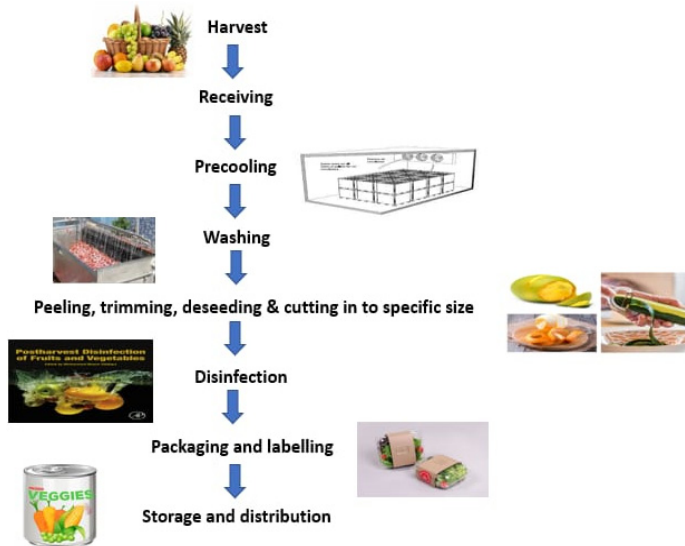 Harvest
Receiving
Precooling
Washing
Peeling, trimming, deseeding & cutting in to specific size
Postharvest Disinfection
of Fruits and Vegetables
Disinfection
Packaging and labelling
VEGGIES
Storage and distribution